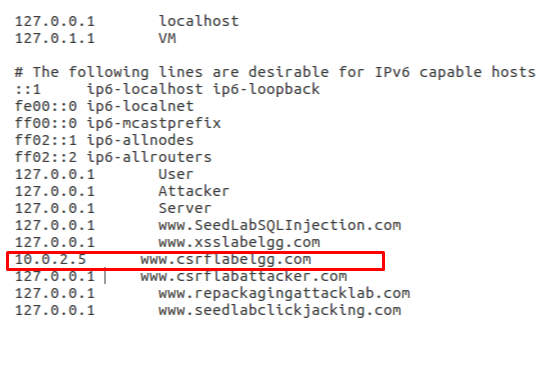 127.0.0.1       localhost
127.0.1.1       VM
# The following lines are desirable for IPv6 capable hosts
::1     ip6-localhost ip6-loopback
fe00::0 ip6-localnet
ff00::0 ip6-mcastprefix
ff02::1 ip6-allnodes
ff02::2 ip6-allrouters
127.0.0.1       User
127.0.0.1       Attacker
127.0.0.1       Server
127.0.0.1       www.SeedLabSQLInjection.com
127.0.0.1       www.xsslabelgg.com
10.0.2.5      www.csrflabelgg.com
127.0.0.1     www.csrflabattacker.com
127.0.0.1       www.repackagingattacklab.com
127.0.0.1       www.seedlabclickjacking.com